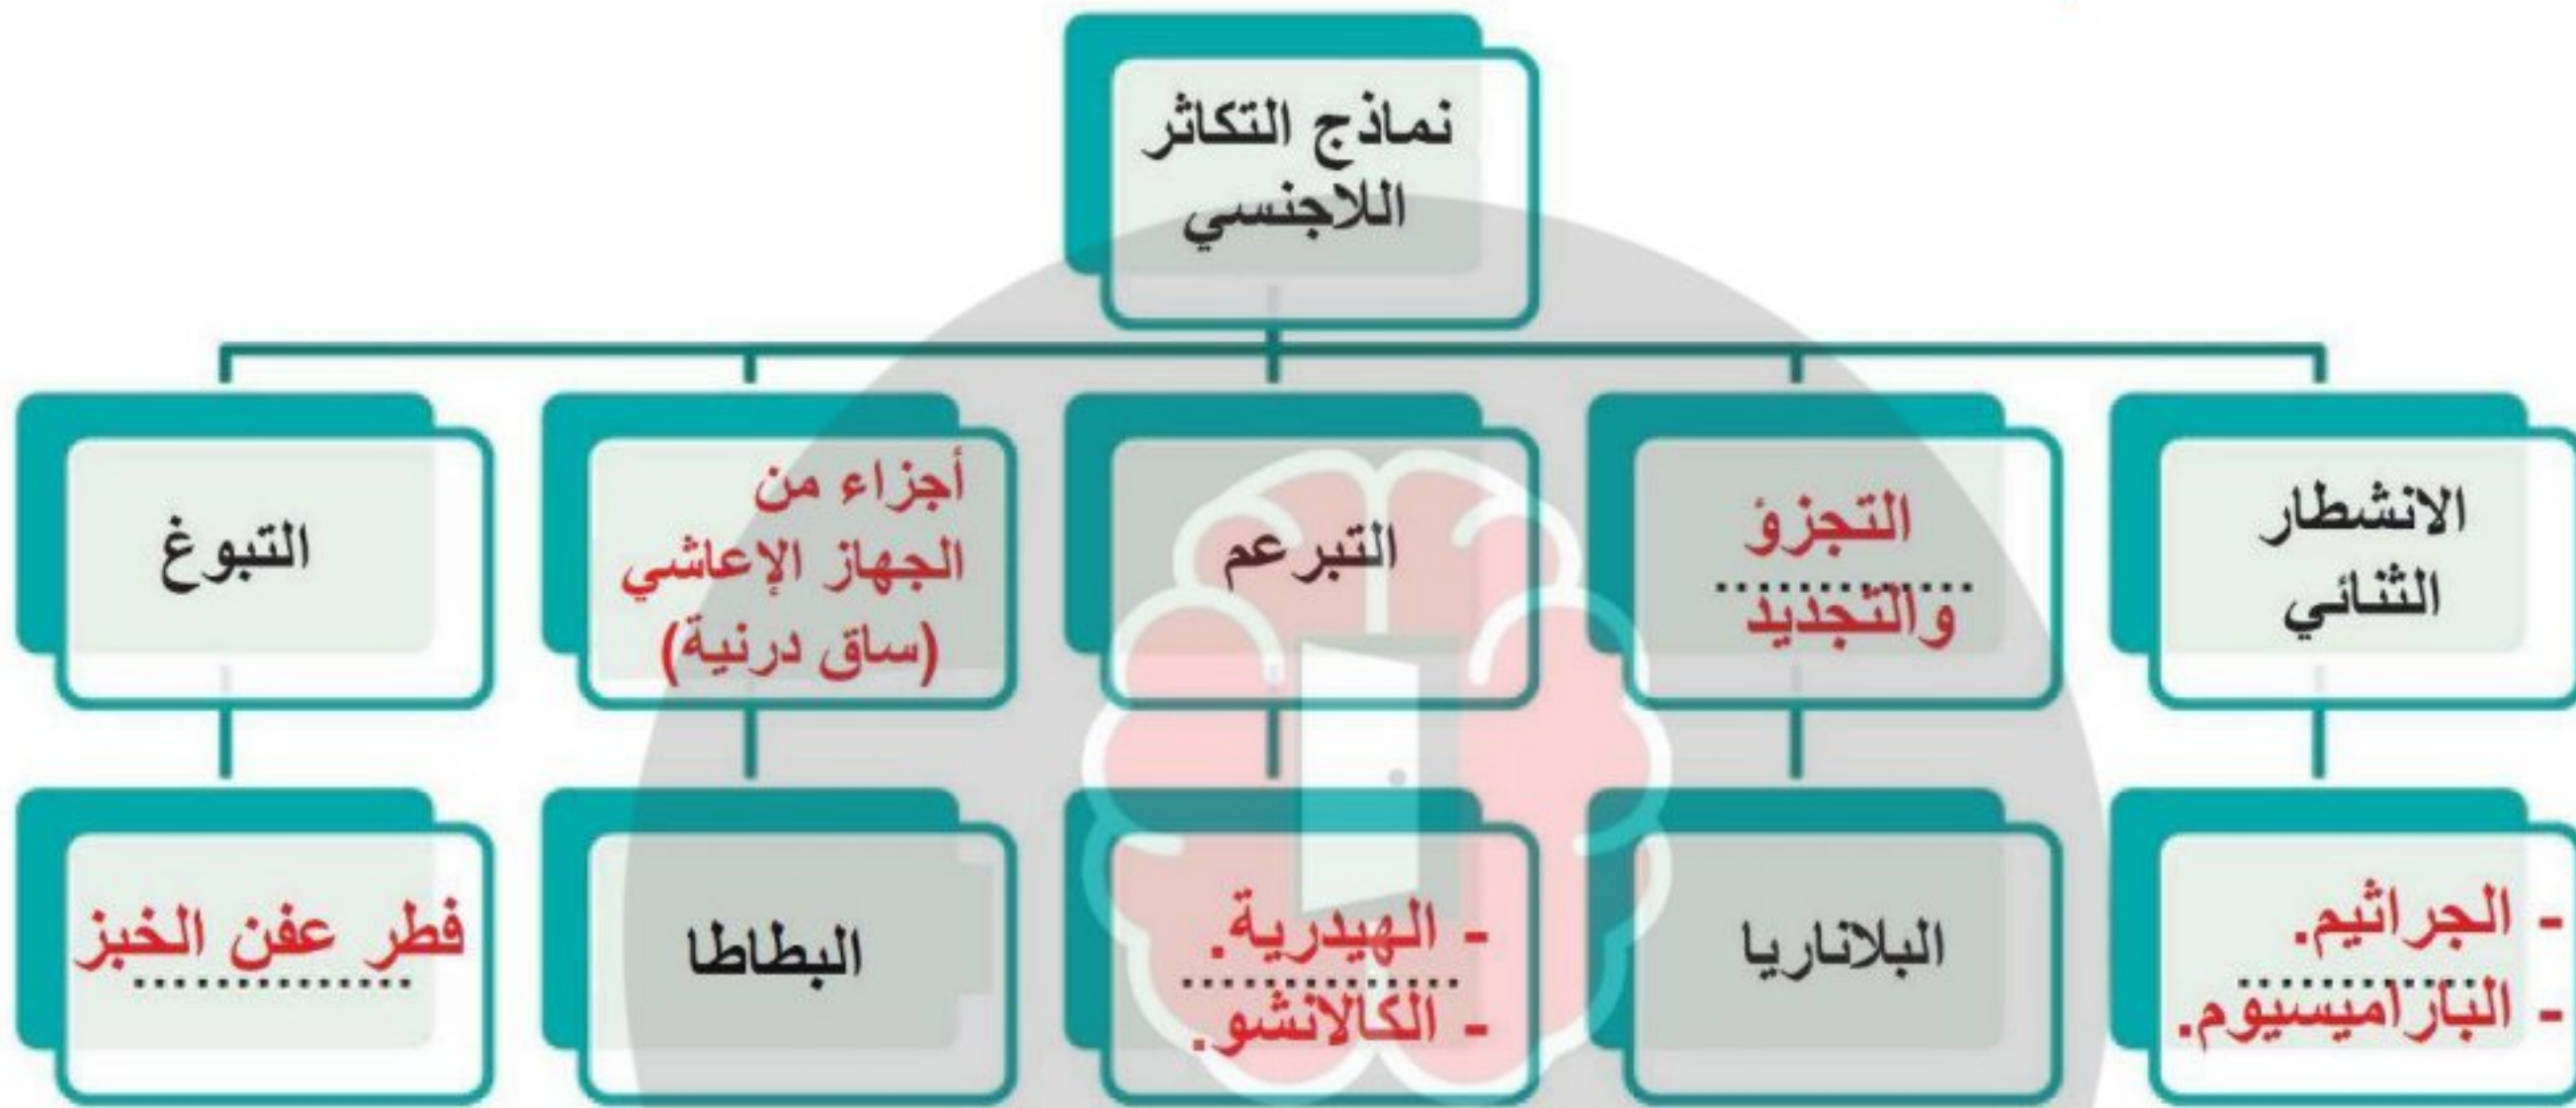 نماذج التكاثر
اللاجنسي
الانشطار
الثنائي
التجزؤ
والتجديد
التبرعم
أجزاء من
الجهاز الإعاشي
(ساق درنية)
التبوغ
- الجراثيم.
- الباراميسيوم.
البلاناريا
- الهيدرية.
- الكالانشو.
البطاطا
فطر عفن الخبز